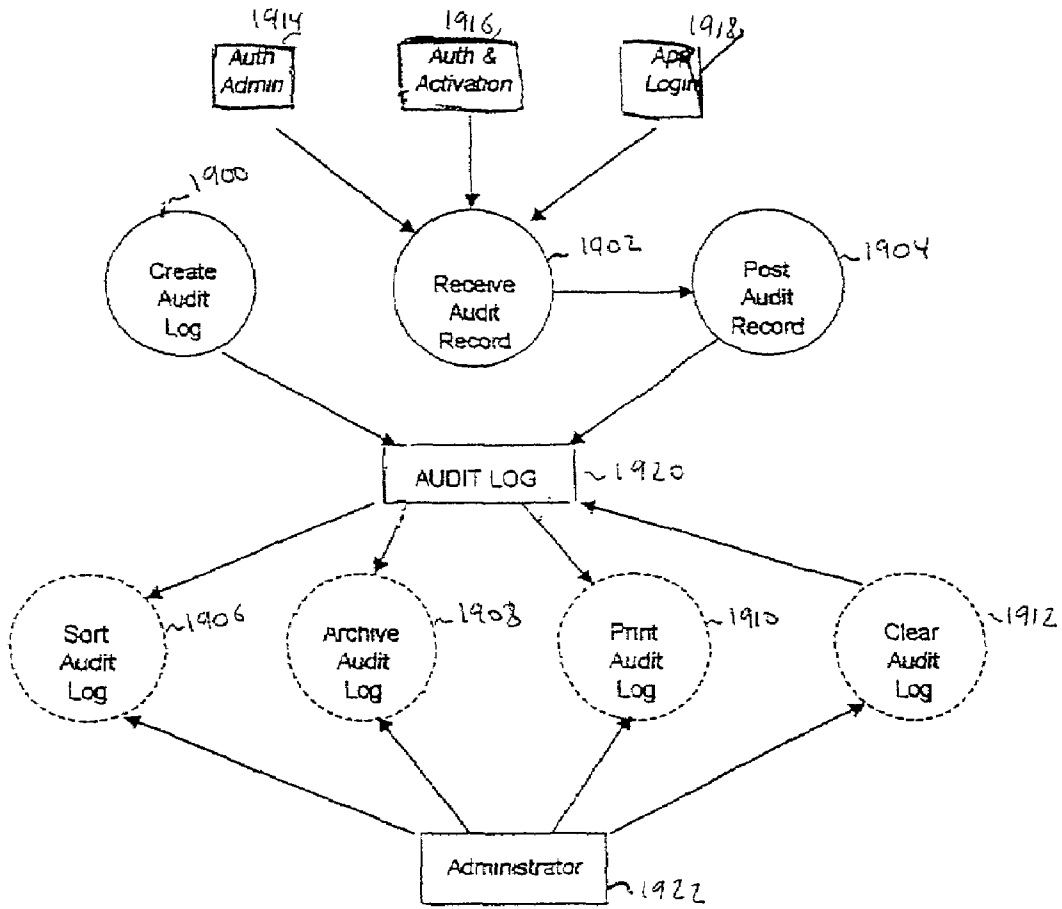 1914
Auth
Admin
1916
Auth &
Activation
1918
App
Login
1900
Create
Audit
Log
1902
Receive
Audit
Record
1904
Post
Audit
Record
AUDIT LOG
1920
Sort
Audit
Log
1906
Archive
Audit
Log
1908
Print
Audit
Log
1910
Clear
Audit
Log
1912
Administrator
1922